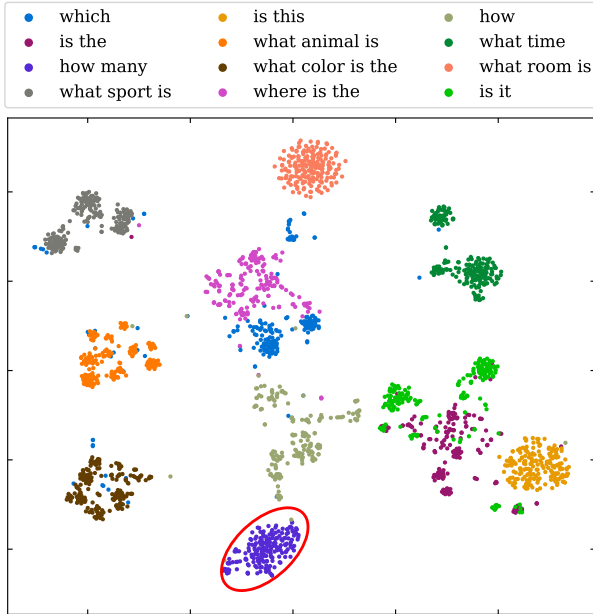 which
is the
how many
what sport is
is this
what animal is
what color is the
where is the
how
what time
what room is
is it